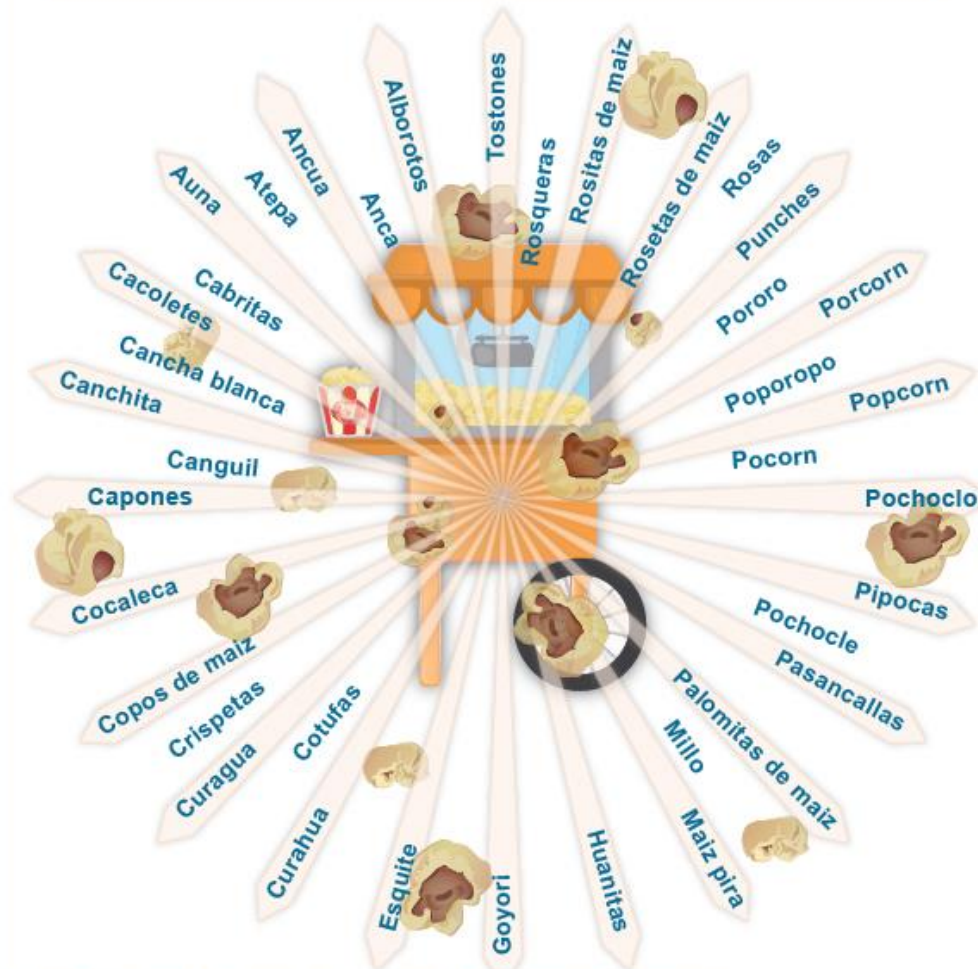 Tostones
Rositas de maiz
Rosqueras
Rosetas de maiz
Rosas
Punches
Pororo
Porcorn
Poporopo
Popcorn
Pocorn
Pochoclo
Pipocas
Pochocle
Pasancallas
Palomitas de maiz
Millo
Maiz pira
Huanitas
Goyori
Esquite
Curahua
Cotufas
Curagua
Crispetas
Copos de maiz
Cocaleca
Capones
Canguil
Canchita
Cancha blanca
Cacoletes
Cabritas
Auna
Atepa
Ancua
Anca
Alborotos